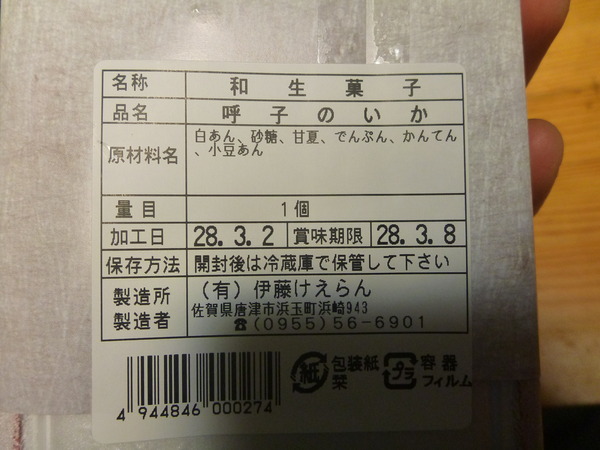 名称 和生菓子
品名 呼子のいか
原材料名 白あん、砂糖、甘夏、でんぷん、かんてん
、小豆あん
量目 1個
加工日 28.3.2 賞味期限 28.3.8
保存方法 開封後は冷蔵庫で保管して下さい
製造所 (有)伊藤けえらん
製造者 佐賀県唐津市浜玉町浜崎943
☎(0955)56-6901
紙 包装紙 プラ 容器
栞 フィルム
4 944846 000274